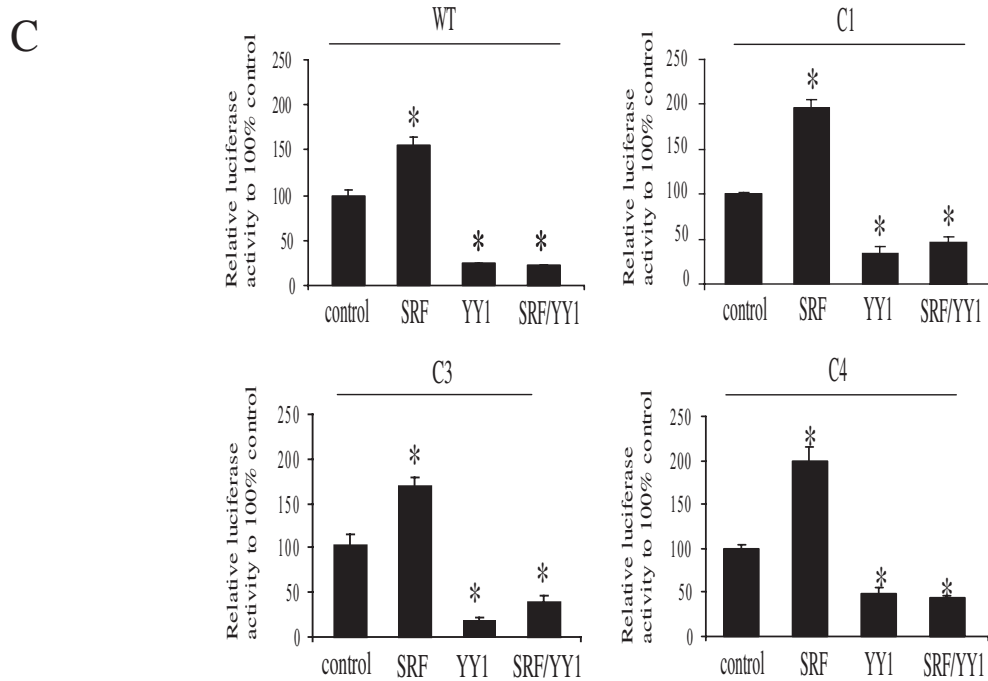 C
WT
Relative luciferase
activity to 100% control
250
200
150
100
50
0
*
*
*
control SRF YY1 SRF/YY1
C1
Relative luciferase
activity to 100% control
250
200
150
100
50
0
*
*
*
control SRF YY1 SRF/YY1
C3
Relative luciferase
activity to 100% control
250
200
150
100
50
0
*
*
*
control SRF YY1 SRF/YY1
C4
Relative luciferase
activity to 100% control
250
200
150
100
50
0
*
*
*
control SRF YY1 SRF/YY1